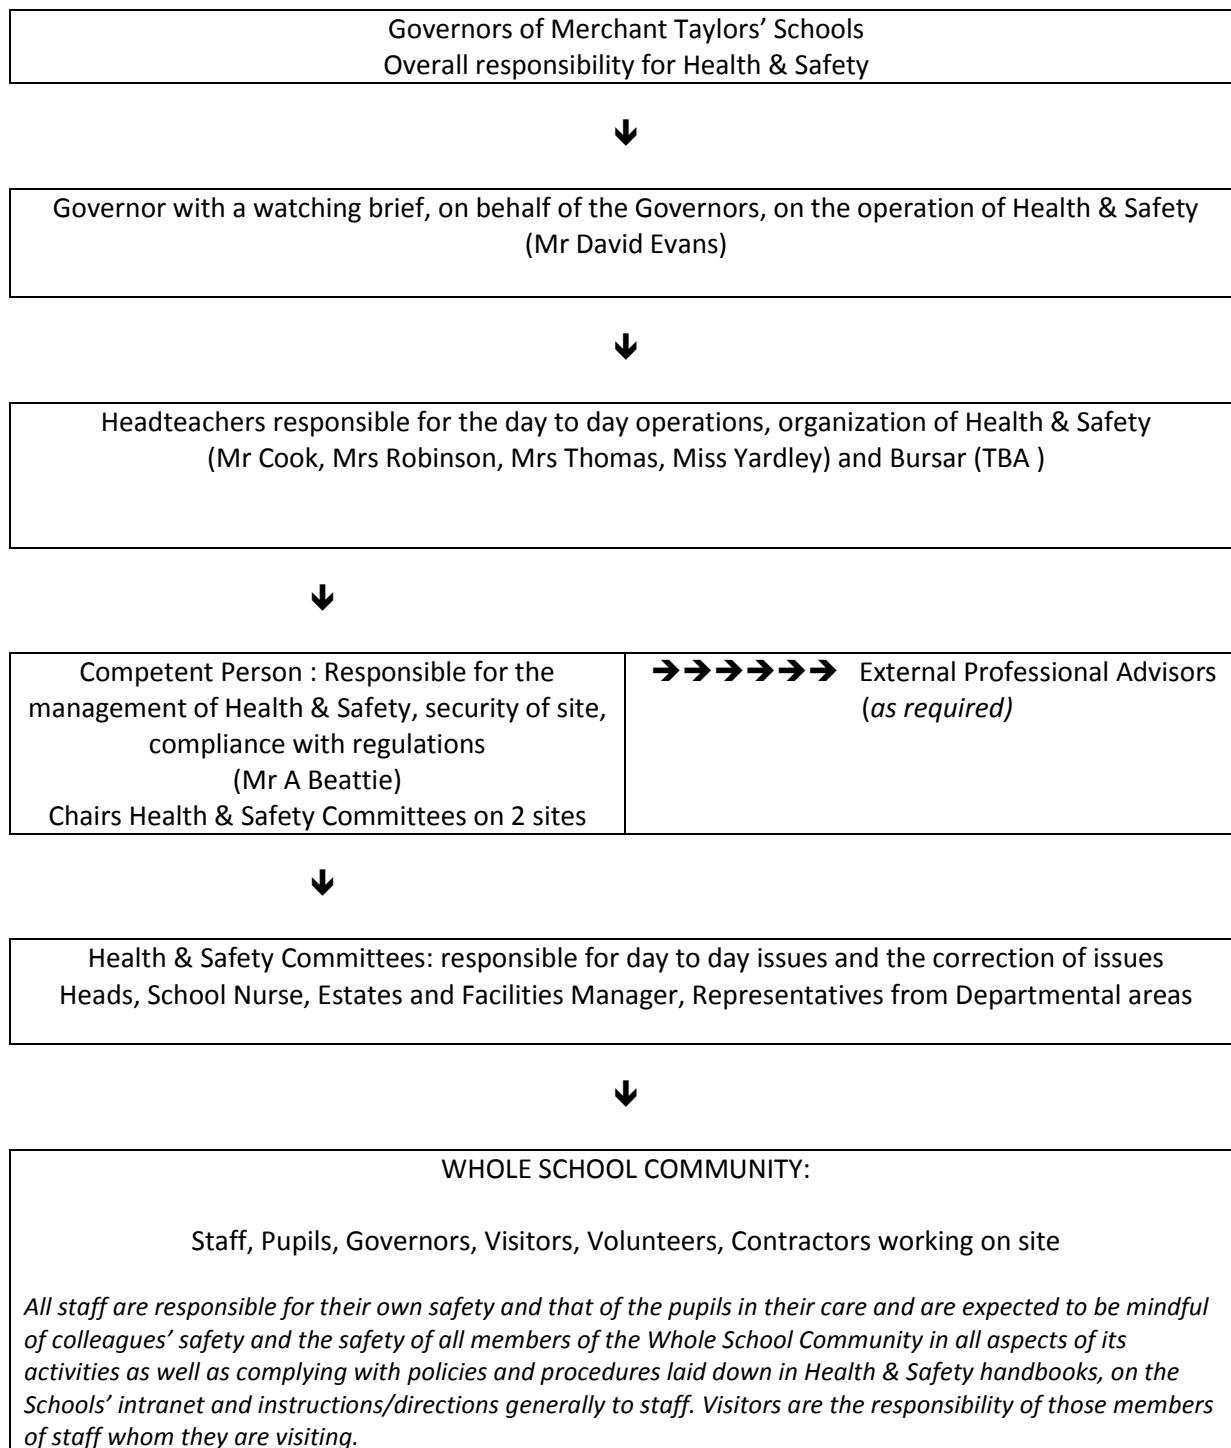 Governors of Merchant Taylors’ Schools
Overall responsibility for Health & Safety
🡻
Governor with a watching brief, on behalf of the Governors, on the operation of Health & Safety
(Mr David Evans)
🡻
Headteachers responsible for the day to day operations, organization of Health & Safety
(Mr Cook, Mrs Robinson, Mrs Thomas, Miss Yardley) and Bursar (TBA )
🡻
Competent Person : Responsible for the
management of Health & Safety, security of site,
compliance with regulations
(Mr A Beattie)
Chairs Health & Safety Committees on 2 sites
➔➔➔➔➔➔ External Professional Advisors
(as required)
🡻
Health & Safety Committees: responsible for day to day issues and the correction of issues
Heads, School Nurse, Estates and Facilities Manager, Representatives from Departmental areas
🡻
WHOLE SCHOOL COMMUNITY:
Staff, Pupils, Governors, Visitors, Volunteers, Contractors working on site
All staff are responsible for their own safety and that of the pupils in their care and are expected to be mindful
of colleagues’ safety and the safety of all members of the Whole School Community in all aspects of its
activities as well as complying with policies and procedures laid down in Health & Safety handbooks, on the
Schools’ intranet and instructions/directions generally to staff. Visitors are the responsibility of those members
of staff whom they are visiting.